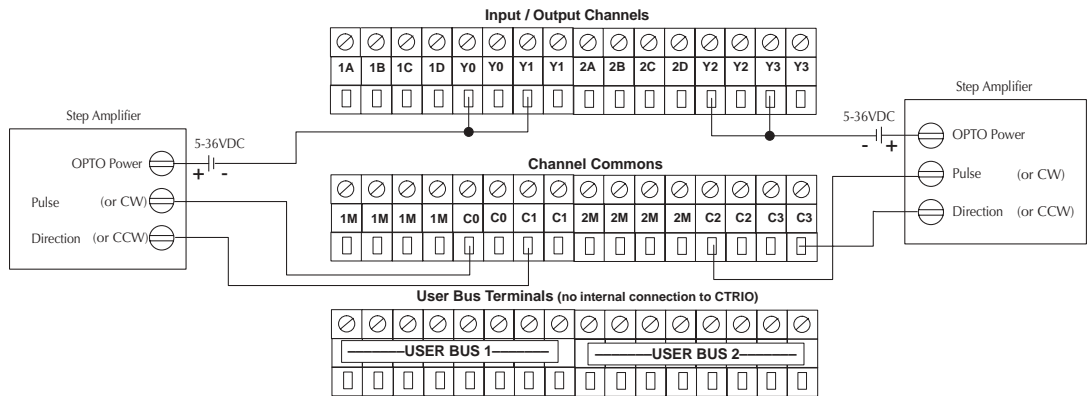 Input / Output Channels
1A 1B 1C 1D Y0 Y0 Y1 Y1 2A 2B 2C 2D Y2 Y2 Y3 Y3
Step Amplifier
5-36VDC
OPTO Power
+ -
Pulse (or CW)
Direction (or CCW)
Step Amplifier
5-36VDC
- +
OPTO Power
Pulse (or CW)
Direction (or CCW)
Channel Commons
1M 1M 1M 1M C0 C0 C1 C1 2M 2M 2M 2M C2 C2 C3 C3
User Bus Terminals (no internal connection to CTRIO)
USER BUS 1 USER BUS 2